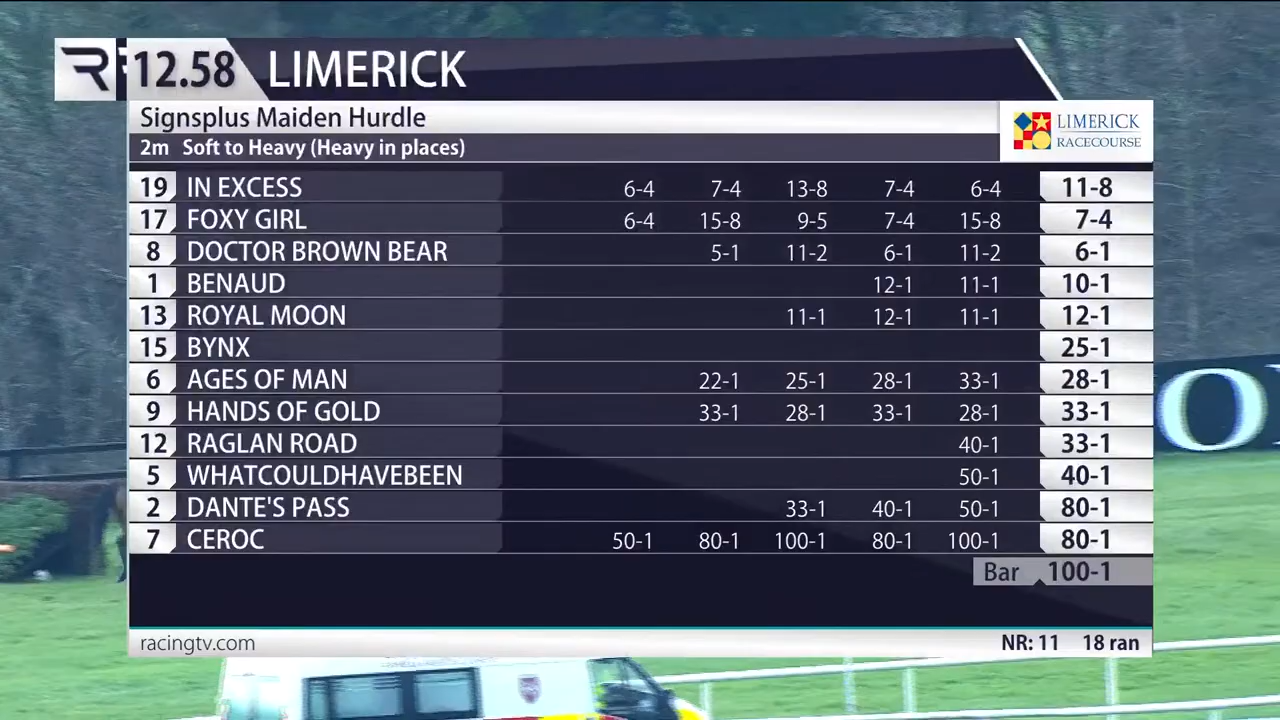 R 12.58 LIMERICK
Signsplus Maiden Hurdle
2m Soft to Heavy (Heavy in places)
LIMERICK
RACECOURSE
19 IN EXCESS 6-4 7-4 13-8 7-4 6-4 11-8
17 FOXY GIRL 6-4 15-8 9-5 7-4 15-8 7-4
8 DOCTOR BROWN BEAR 5-1 11-2 6-1 11-2 6-1
1 BENAUD 12-1 11-1 10-1
13 ROYAL MOON 11-1 12-1 11-1 12-1
15 BYNX 25-1
6 AGES OF MAN 22-1 25-1 28-1 33-1 28-1
9 HANDS OF GOLD 33-1 28-1 33-1 28-1 33-1
12 RAGLAN ROAD 40-1 33-1
5 WHATCOULDHAVEBEEN 50-1 40-1
2 DANTE'S PASS 33-1 40-1 50-1 80-1
7 CEROC 50-1 80-1 100-1 80-1 100-1 80-1
Bar 100-1
racingtv.com NR: 11 18 ran